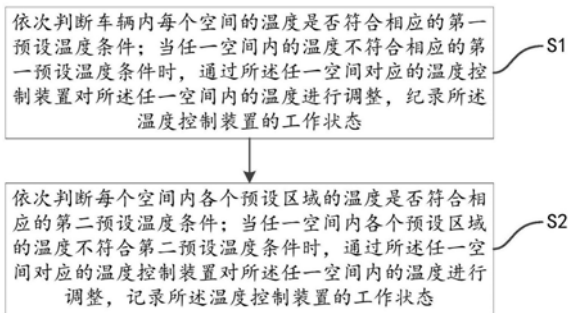 依次判断车辆内每个空间的温度是否符合相应的第一
预设温度条件；当任一空间内的温度不符合相应的第
一预设温度条件时，通过所述任一空间对应的温度控
制装置对所述任一空间内的温度进行调整，纪录所述
温度控制装置的工作状态
S1
依次判断每个空间内各个预设区域的温度是否符合相
应的第二预设温度条件；当任一空间内各个预设区域
的温度不符合第二预设温度条件时，通过所述任一空
间对应的温度控制装置对所述任一空间内的温度进行
调整，记录所述温度控制装置的工作状态
S2